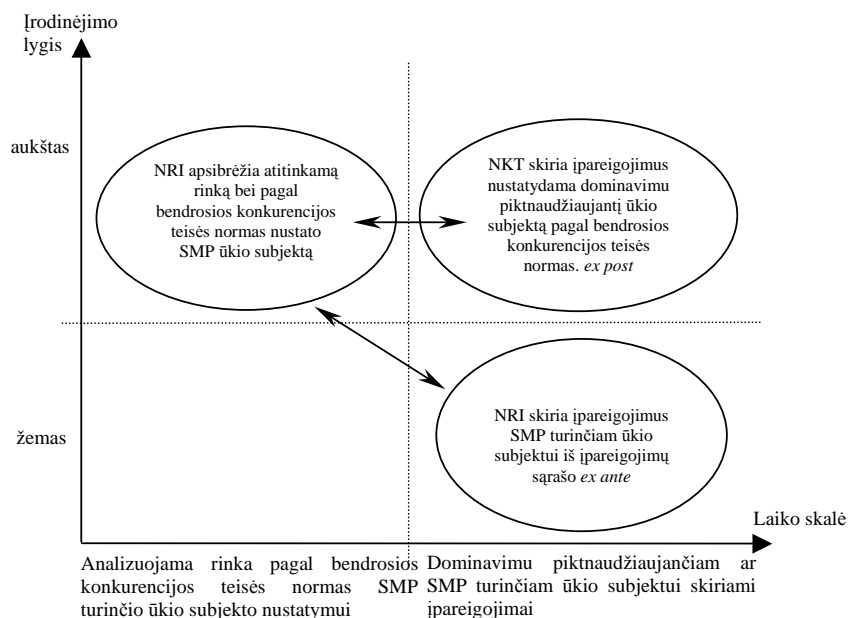 Įrodinėjimo
lygis
aukštas
NRI apsibrėžia atitinkamą
rinką bei pagal
bendrosios konkurencijos
teisės normas nustato
SMP ūkio subjektą
NKT skiria įpareigojimus
nustatydama dominavimu
piktnaudžiaujantį ūkio
subjektą pagal bendrosios
konkurencijos teisės
normas. ex post
žemas
NRI skiria įpareigojimus
SMP turinčiam ūkio
subjektui iš įpareigojimų
sąrašo ex ante
Laiko skalė
Analizuojama rinka pagal bendrosios
konkurencijos teisės normas SMP
turinčio ūkio subjekto nustatymui
Dominavimu piktnaudžiaujančiam ar
SMP turinčiam ūkio subjektui skiriami
įpareigojimai